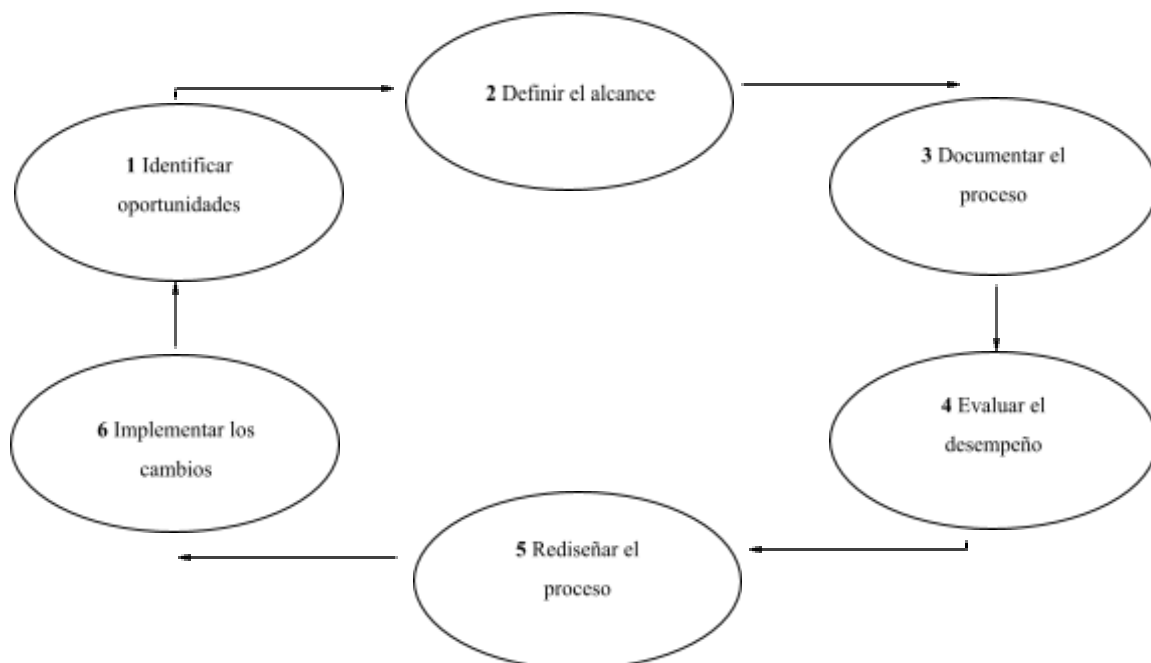 1 Identificar
oportunidades
2 Definir el alcance
3 Documentar el
proceso
4 Evaluar el
desempeño
5 Rediseñar el
proceso
6 Implementar los
cambios